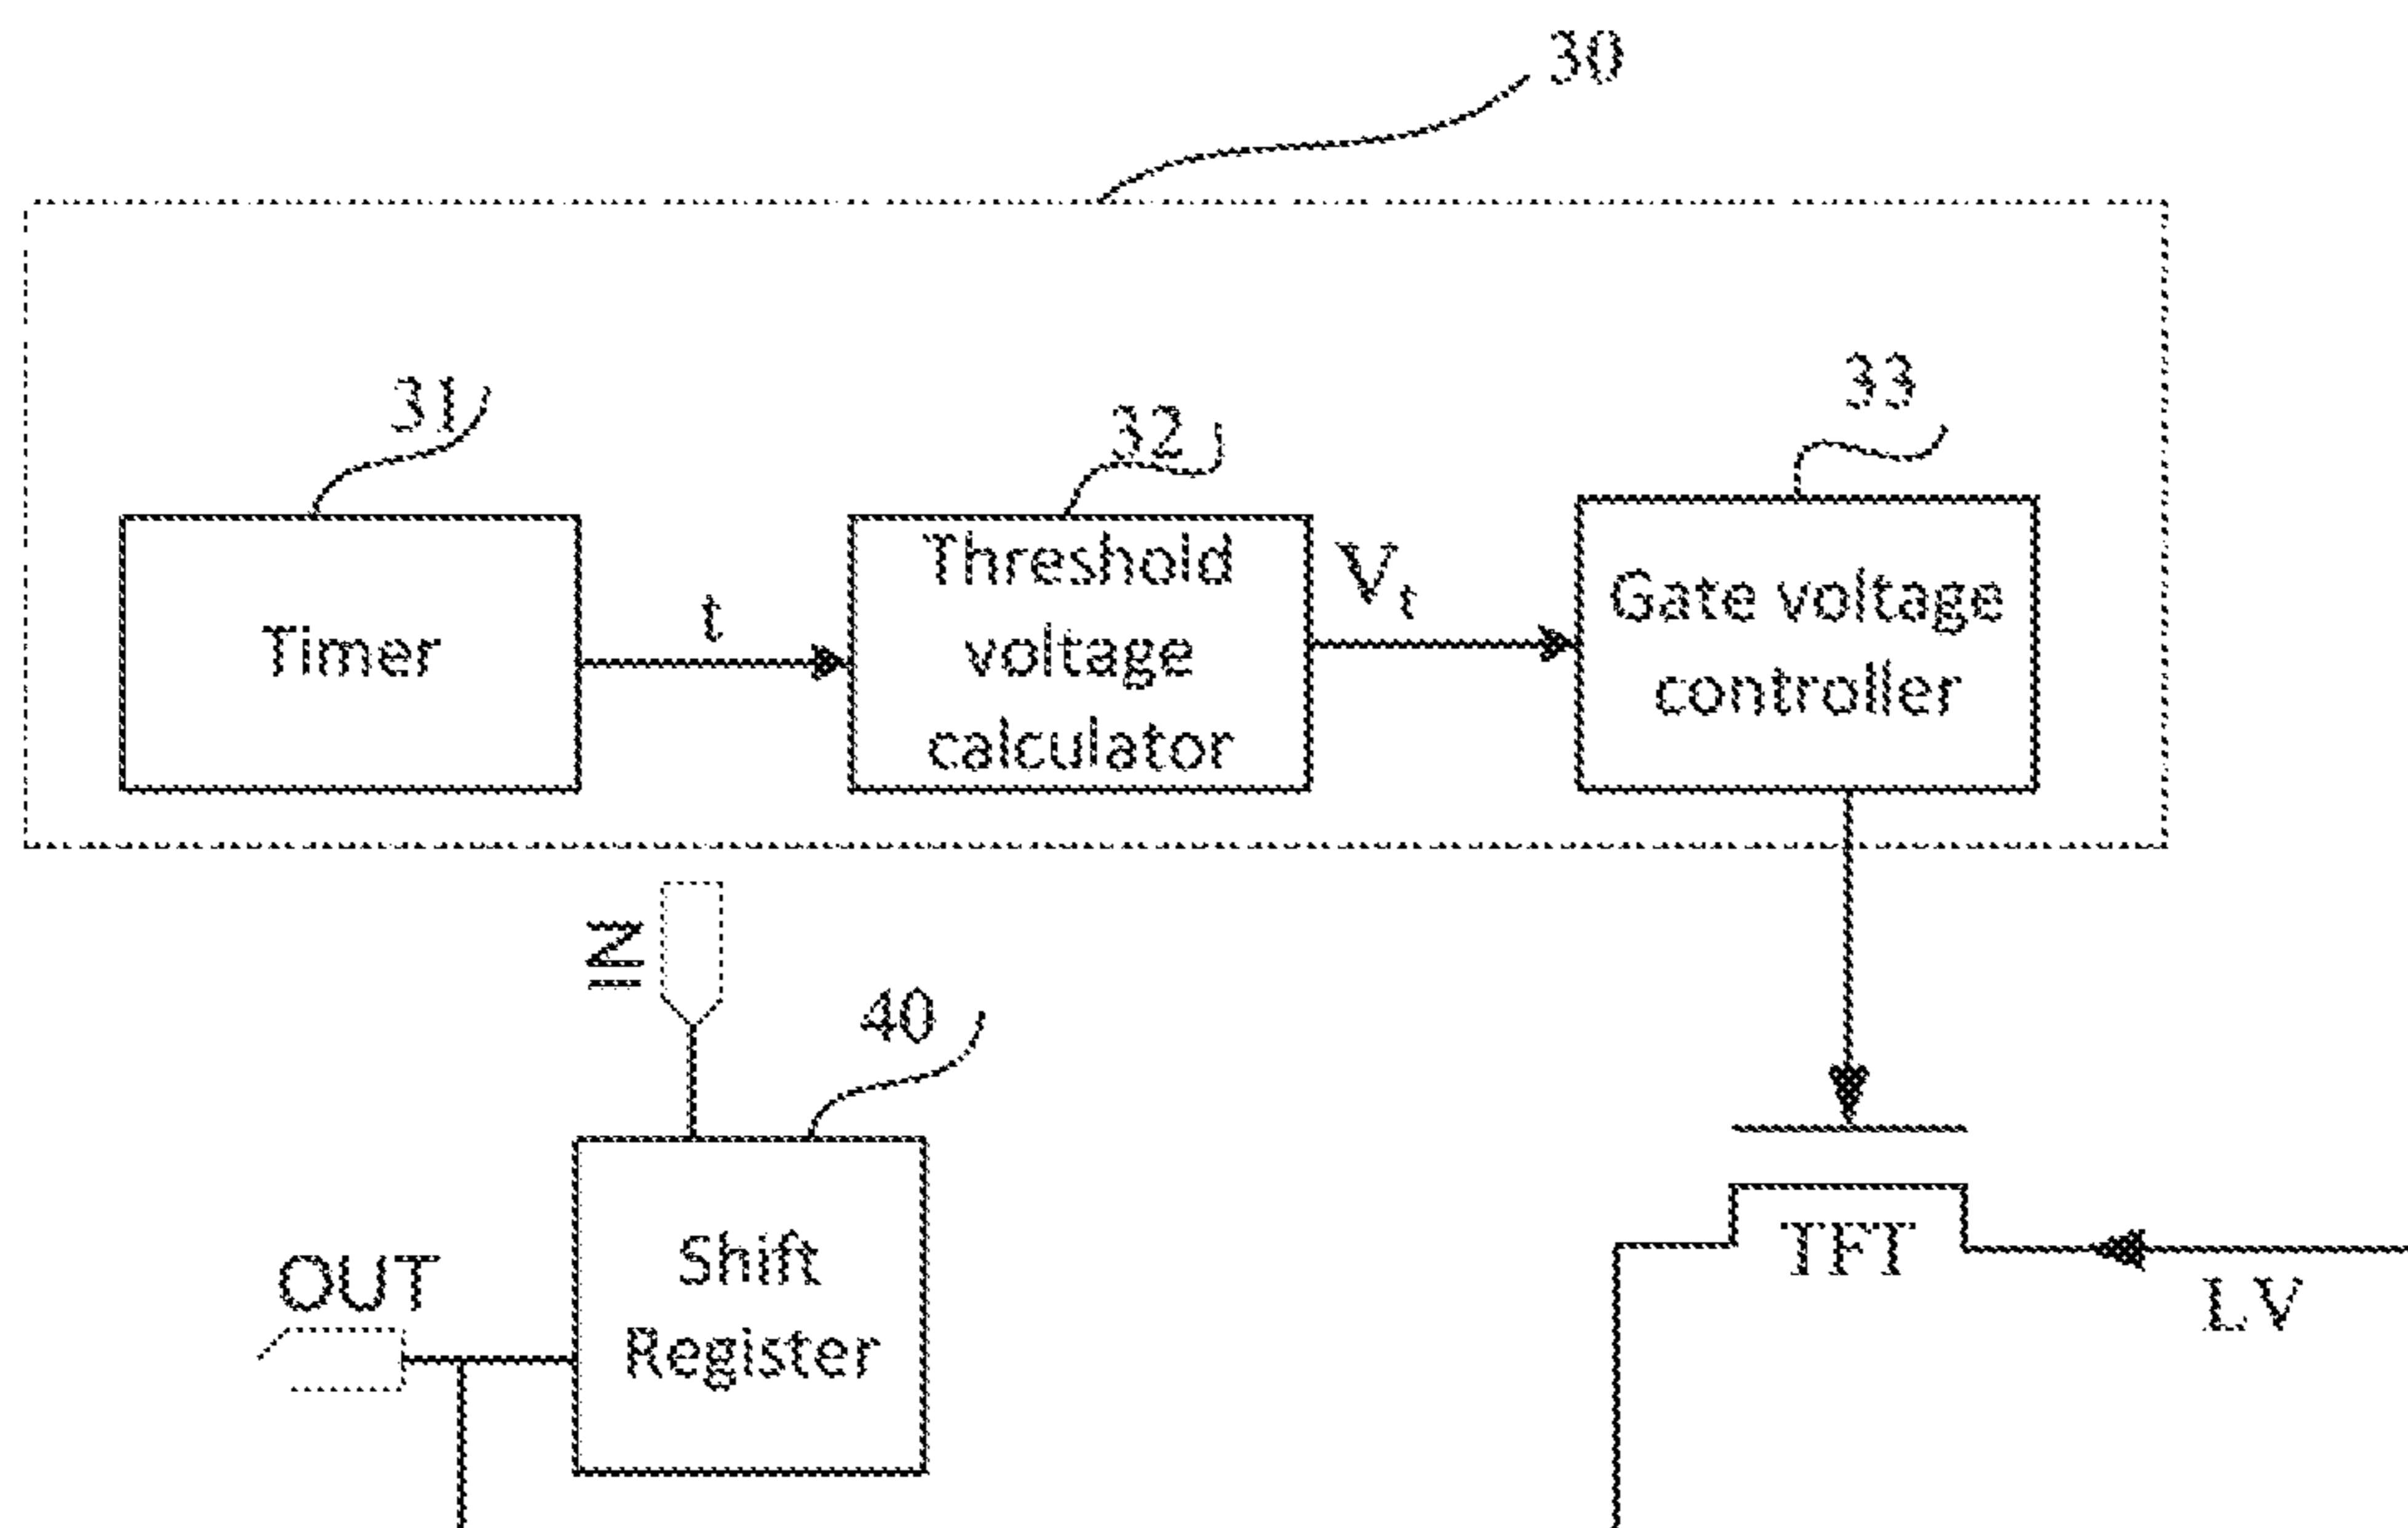 30
31
32
33
Timer
t
Threshold
voltage
calculator
Vₜ
Gate voltage
controller
IN
40
Shift
Register
OUT
TFT
LV